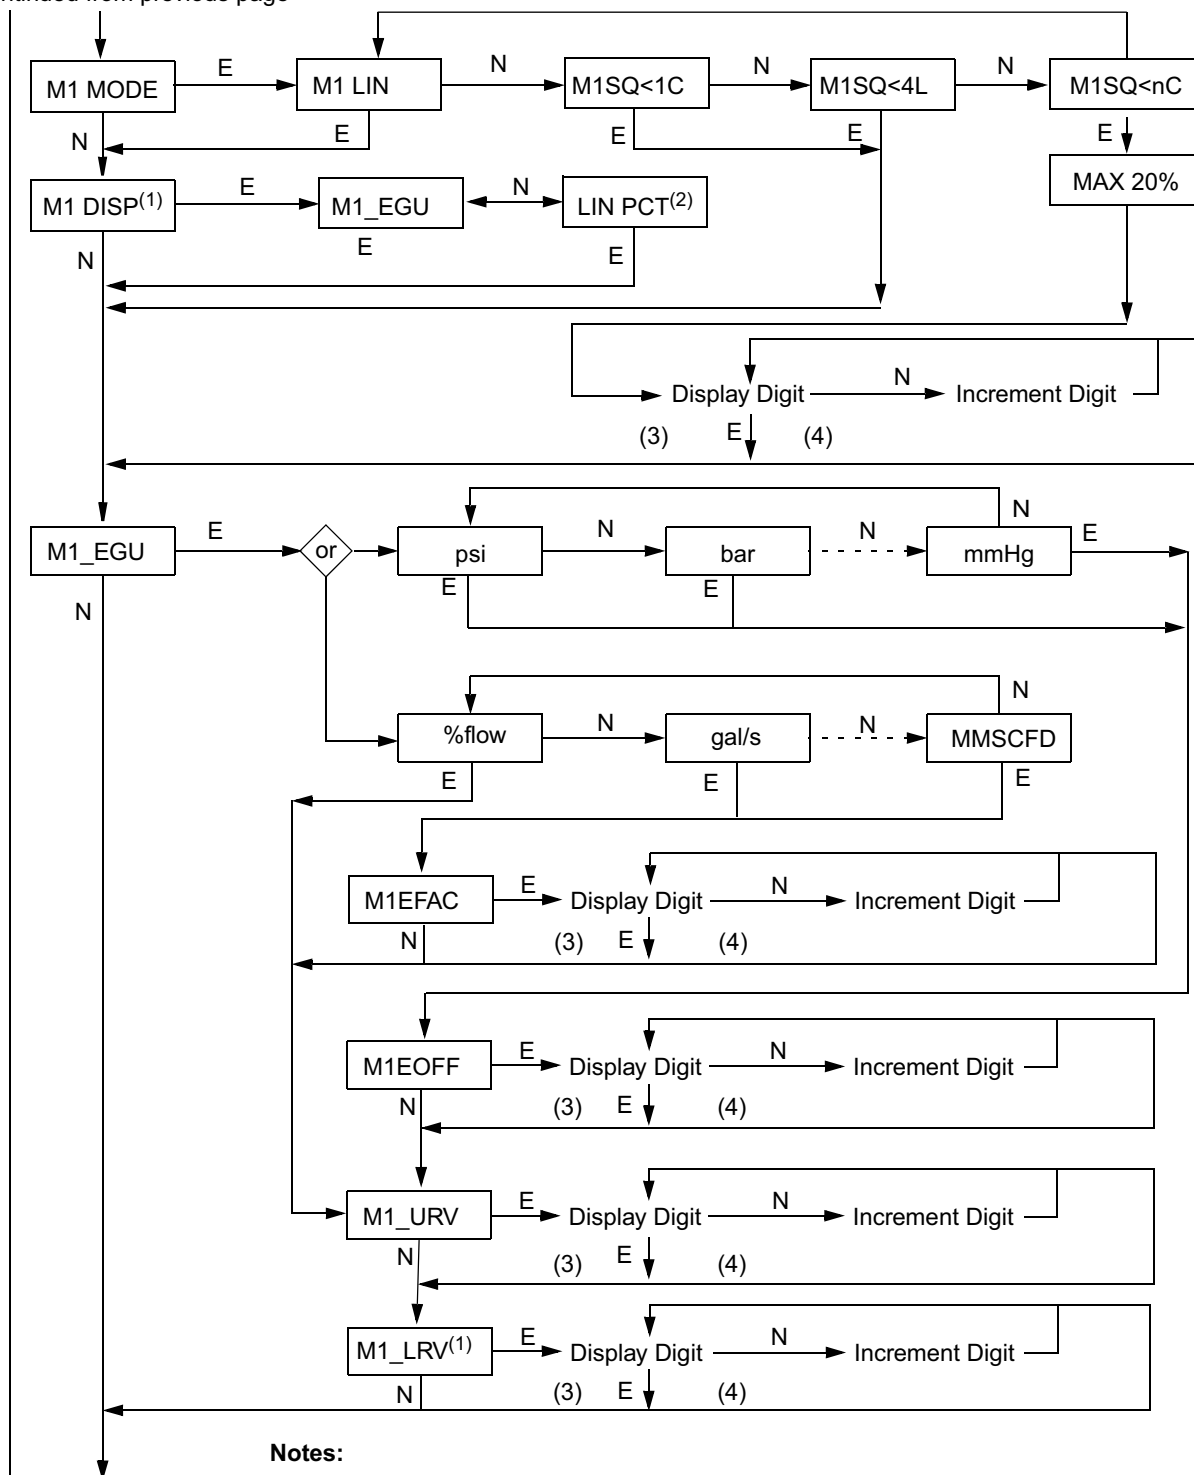 ntinued from previous page
M1 MODE E M1 LIN N M1SQ<1C N M1SQ<4L N M1SQ<nC
N E E E E
MAX 20%
M1 DISP(1) E M1_EGU N LIN PCT(2)
N E E
Display Digit N Increment Digit
(3) E (4)
M1_EGU E or psi N bar N mmHg N E
N E E
%flow N gal/s N MMSCFD N
E E E
M1EFAC E Display Digit N Increment Digit
N (3) E (4)
M1EOFF E Display Digit N Increment Digit
N (3) E (4)
M1_URV E Display Digit N Increment Digit
N (3) E (4)
M1_LRV(1) E Display Digit N Increment Digit
N (3) E (4)
Notes: